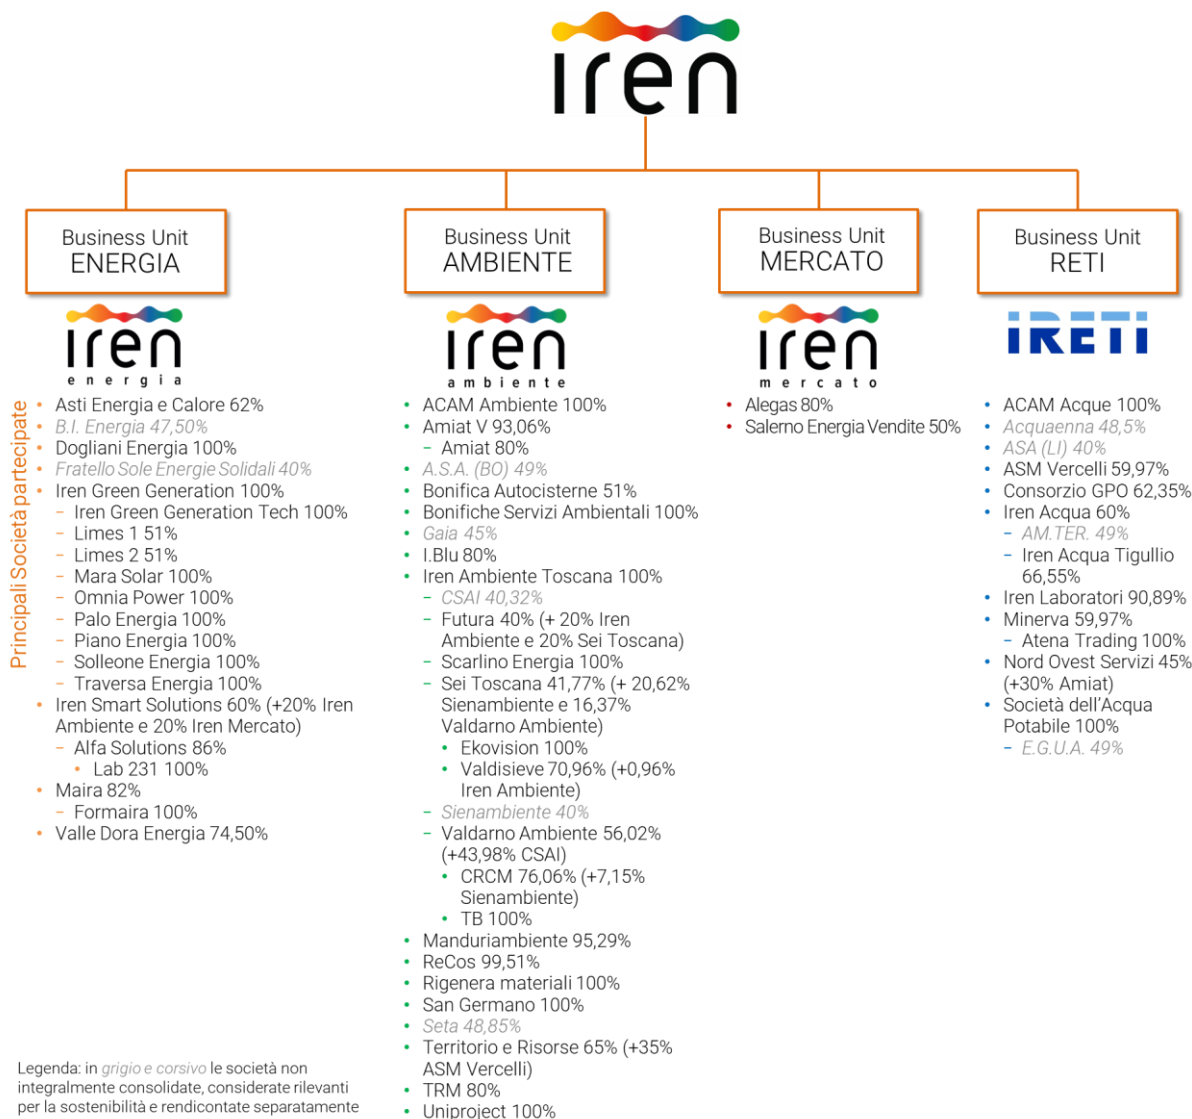 iren
Business Unit
ENERGIA
iren
energia
Principali Società partecipate
• Asti Energia e Calore 62%
• B.I. Energia 47,50%
• Dogliani Energia 100%
• Fratello Sole Energie Solidali 40%
• Iren Green Generation 100%
– Iren Green Generation Tech 100%
– Limes 1 51%
– Limes 2 51%
– Mara Solar 100%
– Omnia Power 100%
– Palo Energia 100%
– Piano Energia 100%
– Solleone Energia 100%
– Traversa Energia 100%
• Iren Smart Solutions 60% (+20% Iren
Ambiente e 20% Iren Mercato)
– Alfa Solutions 86%
• Lab 231 100%
• Maira 82%
– Formaira 100%
• Valle Dora Energia 74,50%
Business Unit
AMBIENTE
iren
ambiente
• ACAM Ambiente 100%
• Amiat V 93,06%
– Amiat 80%
• A.S.A. (BO) 49%
• Bonifica Autocisterne 51%
• Bonifiche Servizi Ambientali 100%
• Gaia 45%
• I.Blu 80%
• Iren Ambiente Toscana 100%
– CSAI 40,32%
– Futura 40% (+ 20% Iren
Ambiente e 20% Sei Toscana)
– Scarlino Energia 100%
– Sei Toscana 41,77% (+ 20,62%
Sienambiente e 16,37%
Valdarno Ambiente)
• Ekovision 100%
• Valdisieve 70,96% (+0,96%
Iren Ambiente)
– Sienambiente 40%
– Valdarno Ambiente 56,02%
(+43,98% CSAI)
• CRCM 76,06% (+7,15%
Sienambiente)
• TB 100%
• Manduriambiente 95,29%
• ReCos 99,51%
• Rigenera materiali 100%
• San Germano 100%
• Seta 48,85%
• Territorio e Risorse 65% (+35%
ASM Vercelli)
• TRM 80%
• Uniproject 100%
Business Unit
MERCATO
iren
mercato
• Alegas 80%
• Salerno Energia Vendite 50%
Business Unit
RETI
IRETI
• ACAM Acque 100%
• Acquaenna 48,5%
• ASA (LI) 40%
• ASM Vercelli 59,97%
• Consorzio GPO 62,35%
• Iren Acqua 60%
– AM.TER. 49%
– Iren Acqua Tigullio
66,55%
• Iren Laboratori 90,89%
• Minerva 59,97%
– Atena Trading 100%
• Nord Ovest Servizi 45%
(+30% Amiat)
• Società dell'Acqua
Potabile 100%
– E.G.U.A. 49%
Legenda: in grigio e corsivo le società non
integralmente consolidate, considerate rilevanti
per la sostenibilità e rendicontate separatamente